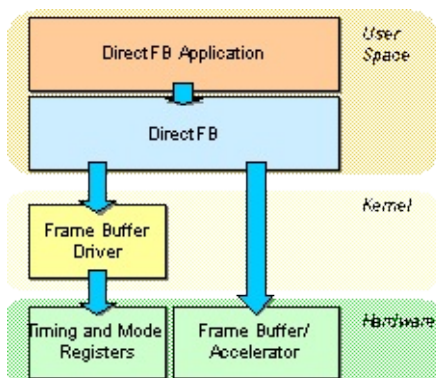 DirectFB Application
User
Space
DirectFB
Kernel
Frame Buffer
Driver
Hardware
Timing and Mode
Registers
Frame Buffer/
Accelerator